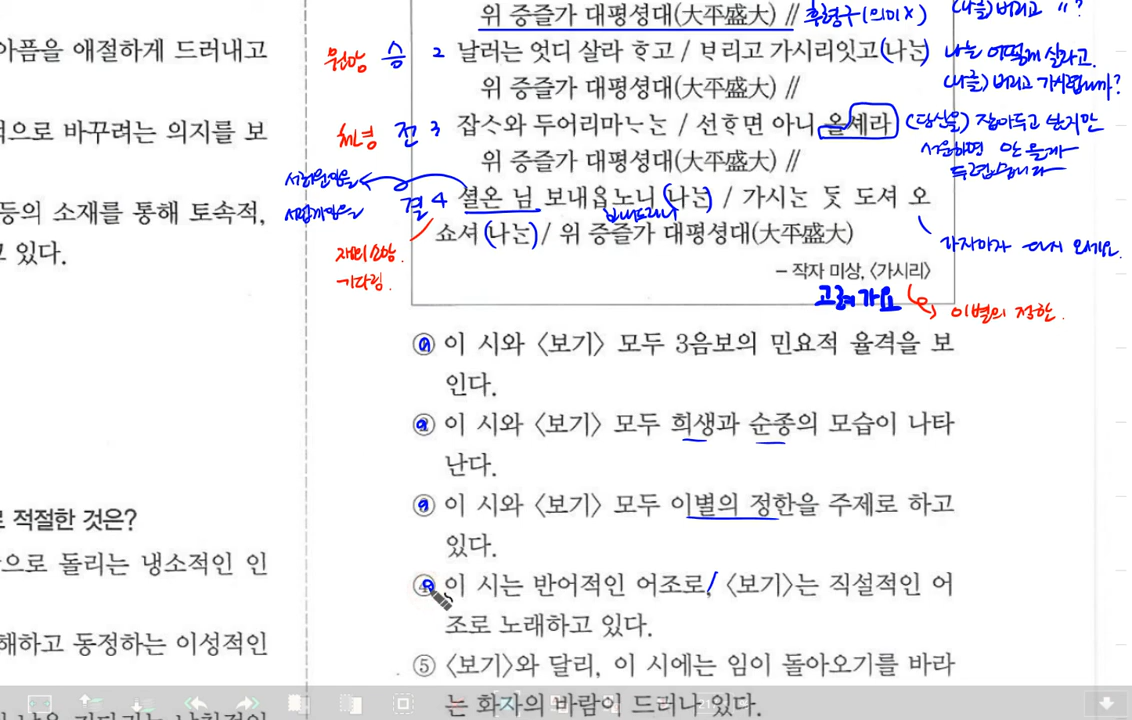 위 증즐가 대평셩대(大平盛大) // 후렴구(의미X)
(나를) 버리고 〃?
원망 승 2 날러는 엇디 살라 ᄒᆞ고 / ᄇᆞ리고 가시리잇고(나ᄂᆞᆫ)
나는 어떻게 살라고.
(나를) 버리고 가시렵니까?
위 증즐가 대평셩대(大平盛大) //
체념 전 3 잡ᄉᆞ와 두어리마ᄂᆞᄂᆞᆫ / 선ᄒᆞ면 아니 올셰라
(당신을) 잡아두고 싶지만
서운하면 안 올까
두렵습니다
위 증즐가 대평셩대(大平盛大) //
서러운 님을
결 4 셜온 님 보내ᄋᆞᆸ노니 (나ᄂᆞᆫ) / 가시ᄂᆞᆫ ᄃᆞᆺ 도셔 오
보내드리니
쇼셔 (나ᄂᆞᆫ) / 위 증즐가 대평셩대(大平盛大)
가자마자 다시 오세요.
재회 소망.
기다림.
– 작자 미상, 〈가시리〉
고려 가요
이별의 정한.
아픔을 애절하게 드러내고
적으로 바꾸려는 의지를 보
등의 소재를 통해 토속적,
고 있다.
로 적절한 것은?
으로 돌리는 냉소적인 인
해하고 동정하는 이성적인
① 이 시와 〈보기〉 모두 3음보의 민요적 율격을 보
인다.
② 이 시와 〈보기〉 모두 희생과 순종의 모습이 나타
난다.
③ 이 시와 〈보기〉 모두 이별의 정한을 주제로 하고
있다.
④ 이 시는 반어적인 어조로, 〈보기〉는 직설적인 어
조로 노래하고 있다.
⑤ 〈보기〉와 달리, 이 시에는 임이 돌아오기를 바라
는 화자의 바람이 드러나 있다.